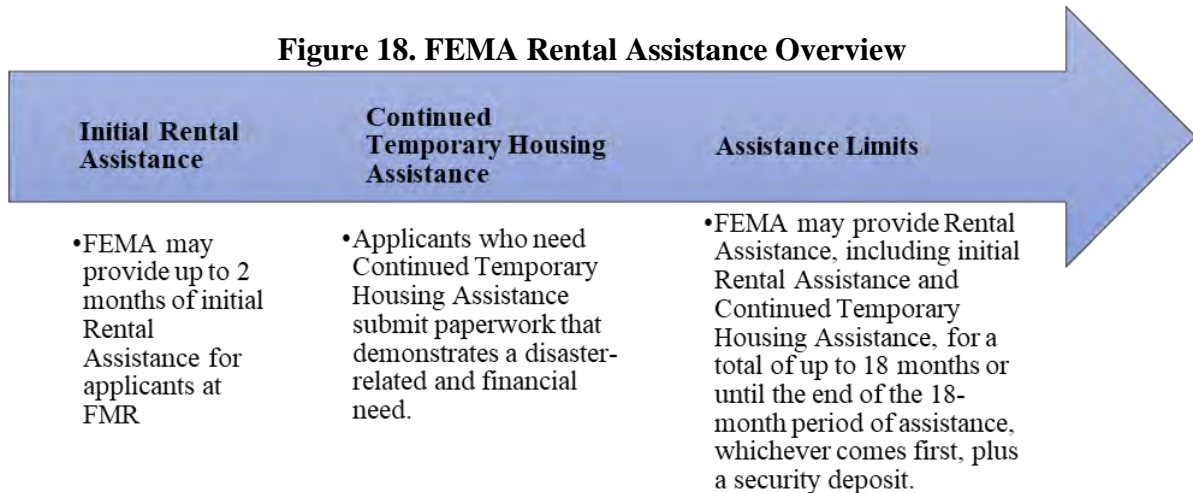 Figure 18. FEMA Rental Assistance Overview
Initial Rental
Assistance
Continued
Temporary Housing
Assistance
Assistance Limits
•FEMA may
provide up to 2
months of initial
Rental
Assistance for
applicants at
FMR
•Applicants who need
Continued Temporary
Housing Assistance
submit paperwork that
demonstrates a disaster-
related and financial
need.
•FEMA may provide Rental
Assistance, including initial
Rental Assistance and
Continued Temporary
Housing Assistance, for a
total of up to 18 months or
until the end of the 18-
month period of assistance,
whichever comes first, plus
a security deposit.